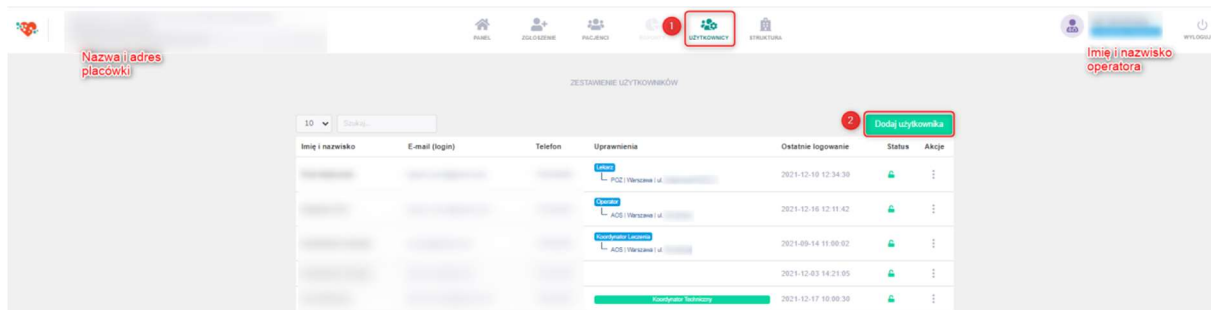 1
PANEL
ZGŁOSZENIE
PACJENCI
UŻYTKOWNICY
STRUKTURA
WYLOGUJ
Nazwa i adres
placówki
Imię i nazwisko
operatora
ZESTAWIENIE UŻYTKOWNIKÓW
10 Szukaj... 2 Dodaj użytkownika
Imię i nazwisko E-mail (login) Telefon Uprawnienia Ostatnie logowanie Status Akcje
Lekarz
POZ | Warszawa | ul. 2021-12-10 12:34:30
Operator
AOS | Warszawa | ul. 2021-12-16 12:11:42
Koordynator Leczenia
AOS | Warszawa | ul. 2021-09-14 11:00:02
2021-12-03 14:21:05
Koordynator Techniczny 2021-12-17 10:00:30